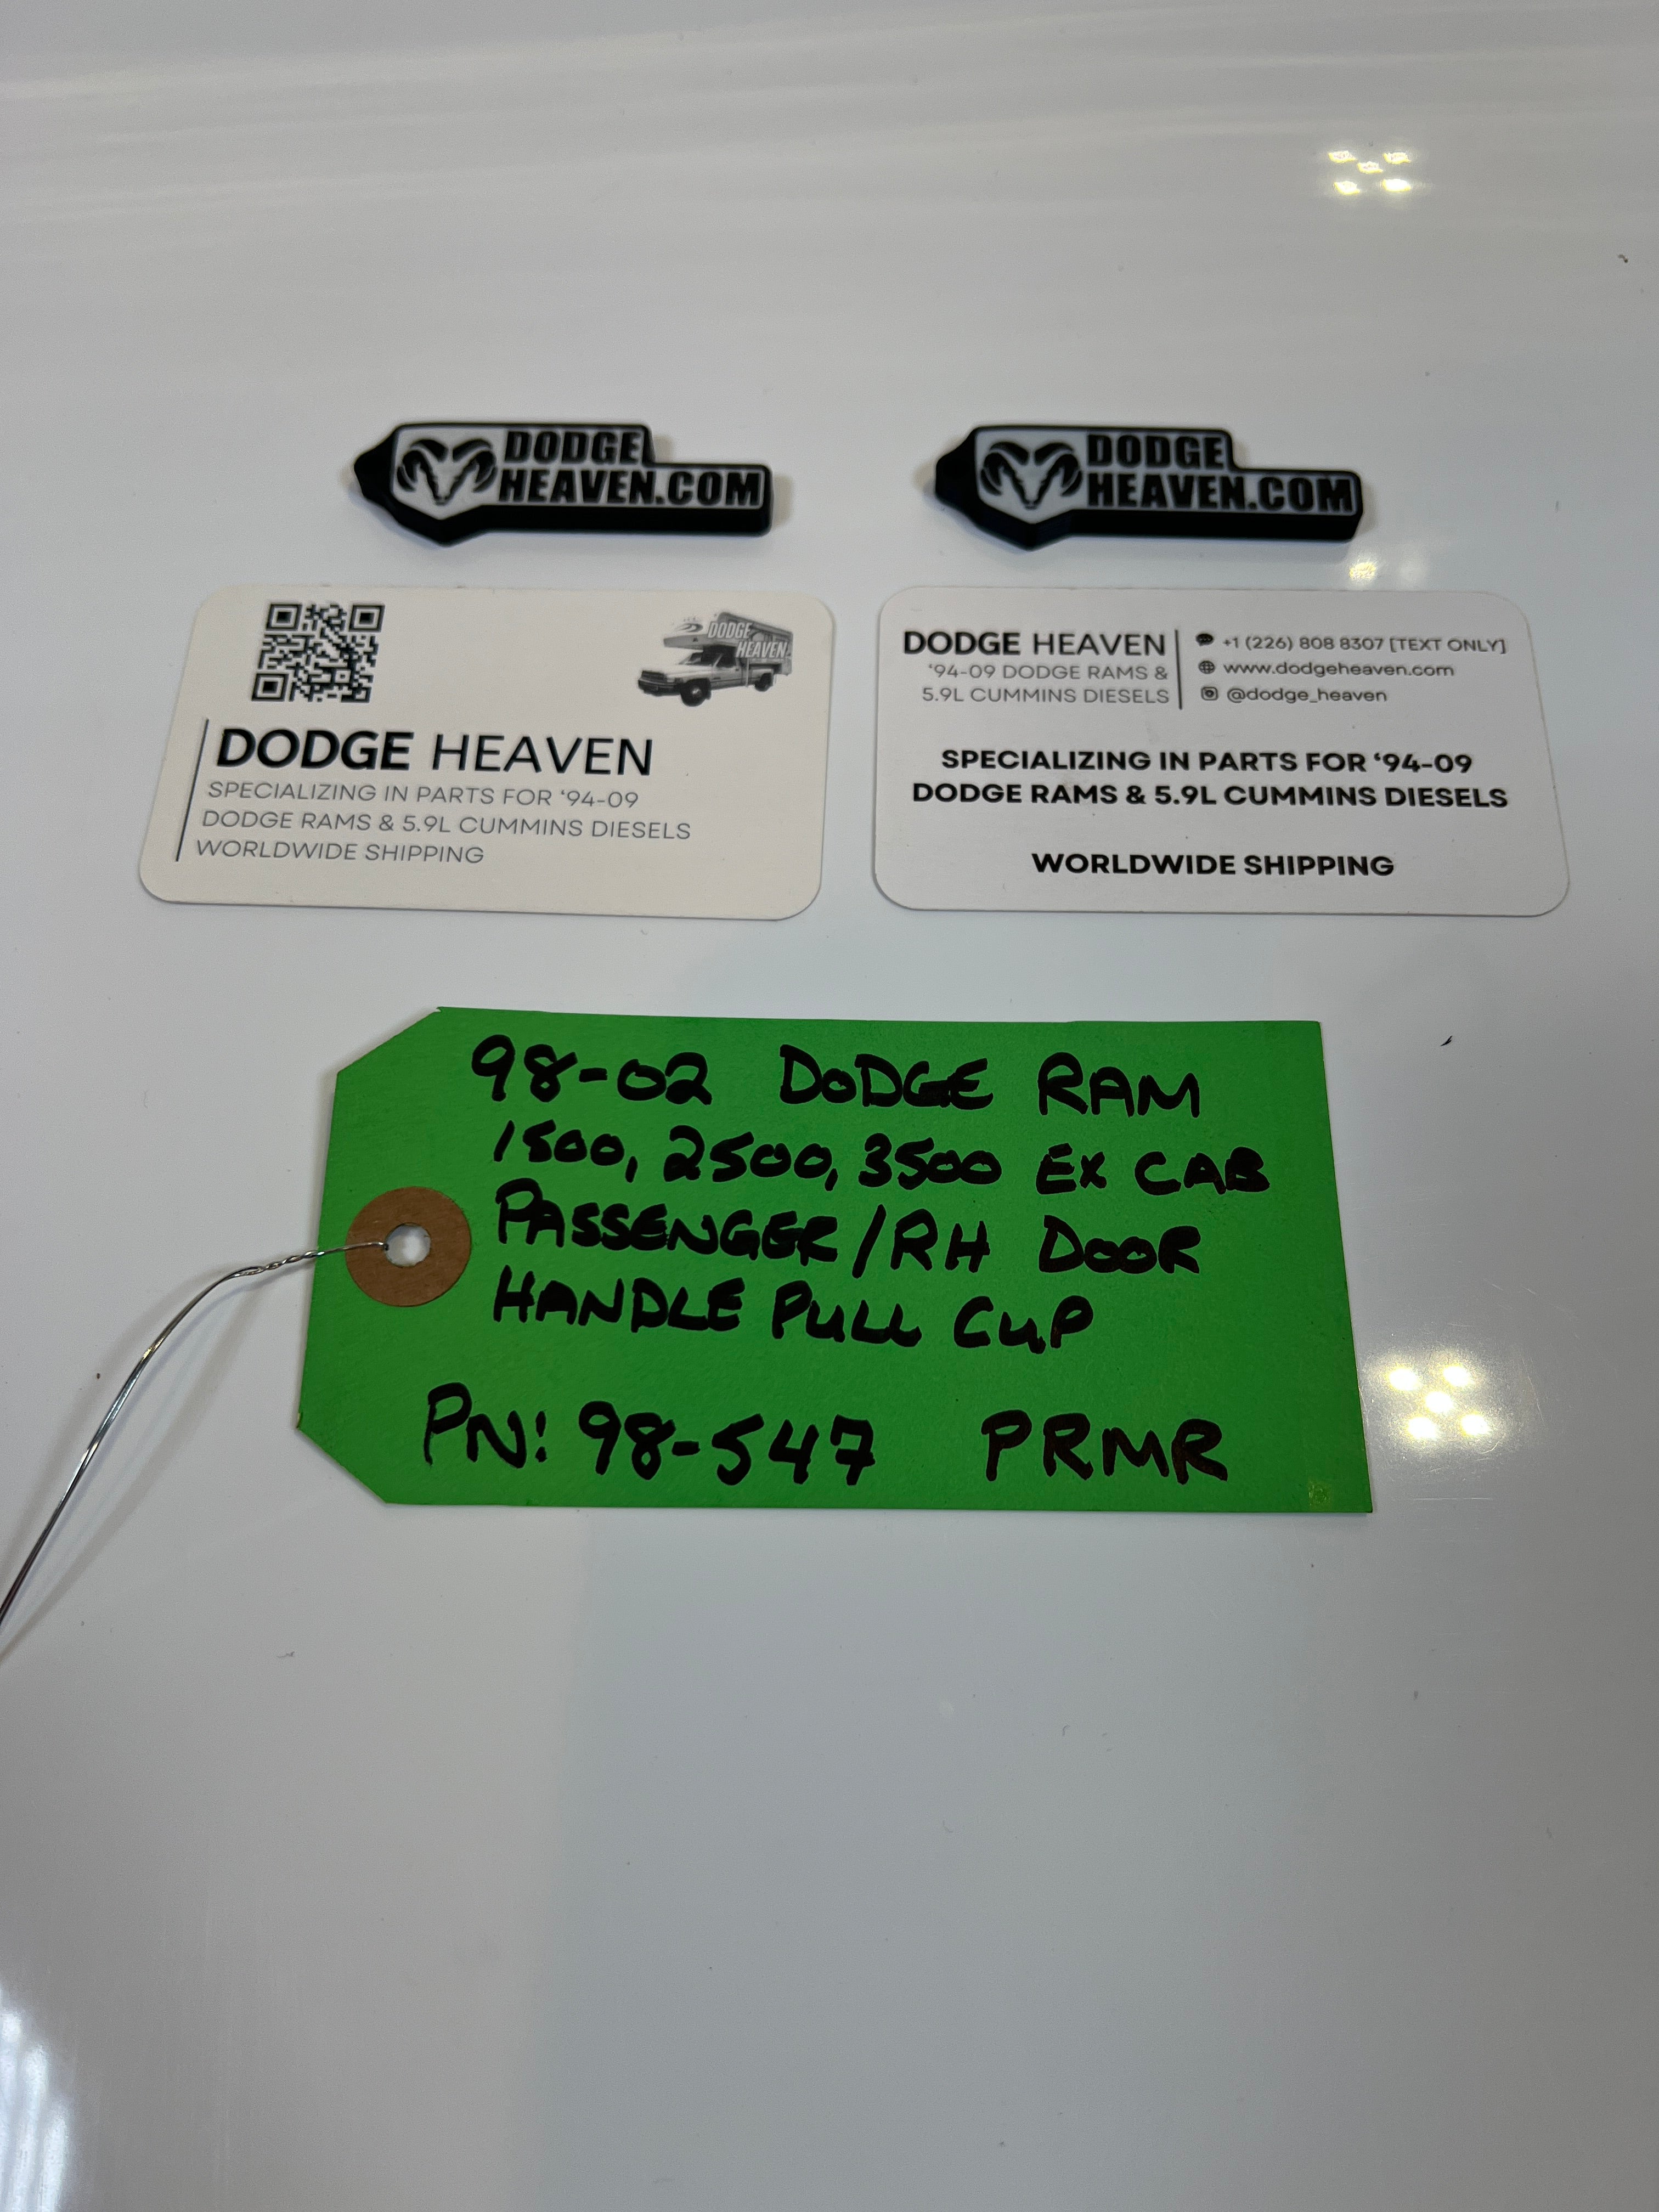 DODGE
HEAVEN.COM
DODGE
HEAVEN.COM
DODGE
HEAVEN
DODGE HEAVEN
SPECIALIZING IN PARTS FOR ‘94-09
DODGE RAMS & 5.9L CUMMINS DIESELS
WORLDWIDE SHIPPING
DODGE HEAVEN
‘94-09 DODGE RAMS &
5.9L CUMMINS DIESELS
+1 (226) 808 8307 [TEXT ONLY]
www.dodgeheaven.com
@dodge_heaven
SPECIALIZING IN PARTS FOR ‘94-09
DODGE RAMS & 5.9L CUMMINS DIESELS
WORLDWIDE SHIPPING
98-02 DODGE RAM
1500, 2500, 3500 EX CAB
PASSENGER/RH DOOR
HANDLE PULL CUP
PN: 98-547 PRMR